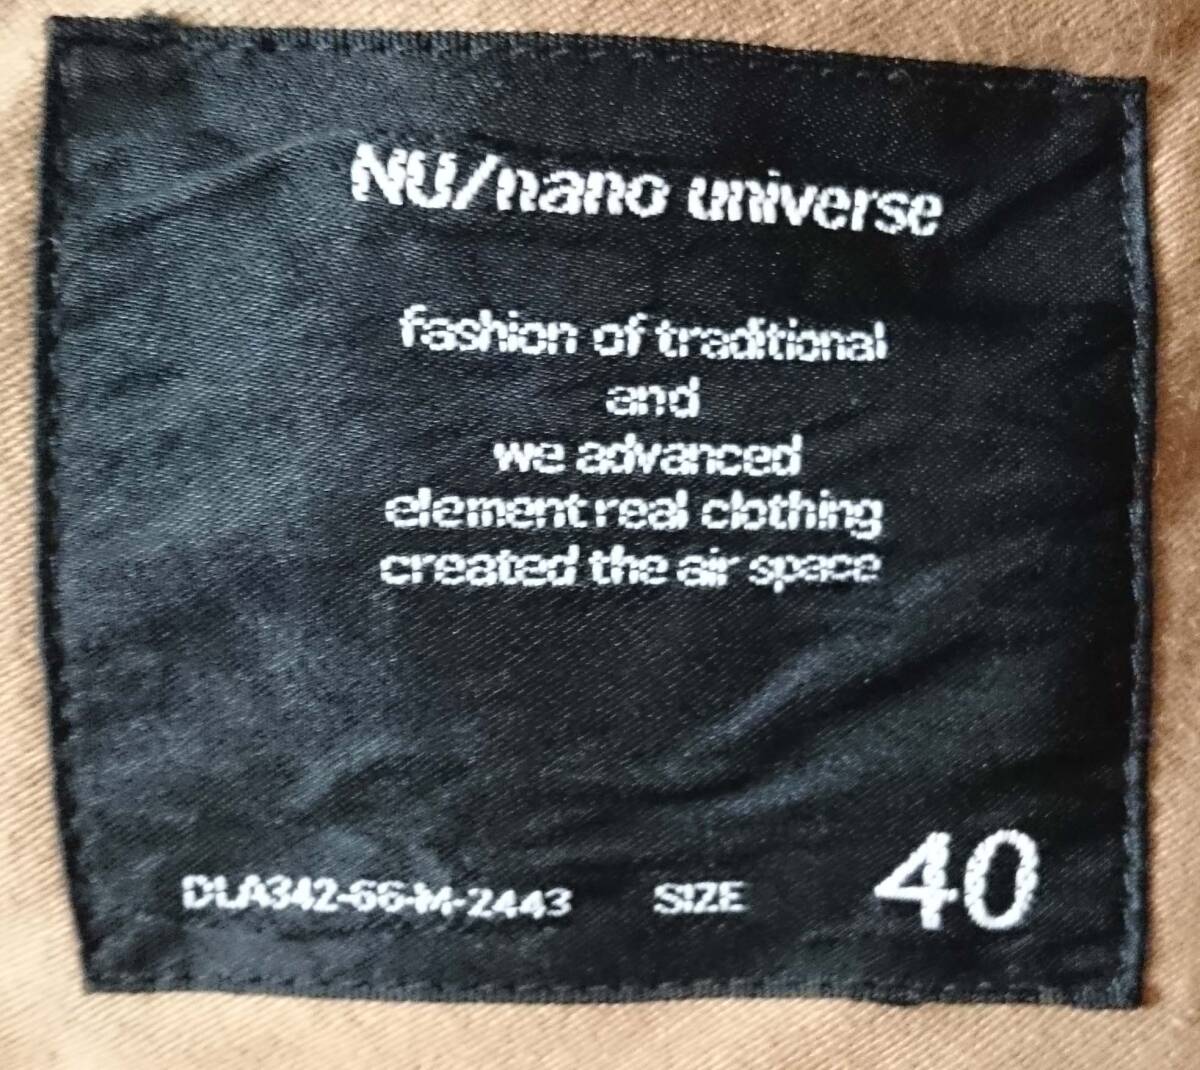 NU/nano universe
fashion of traditional
and
we advanced
element real clothing
created the air space
DLA342-66-M-2443 SIZE 40